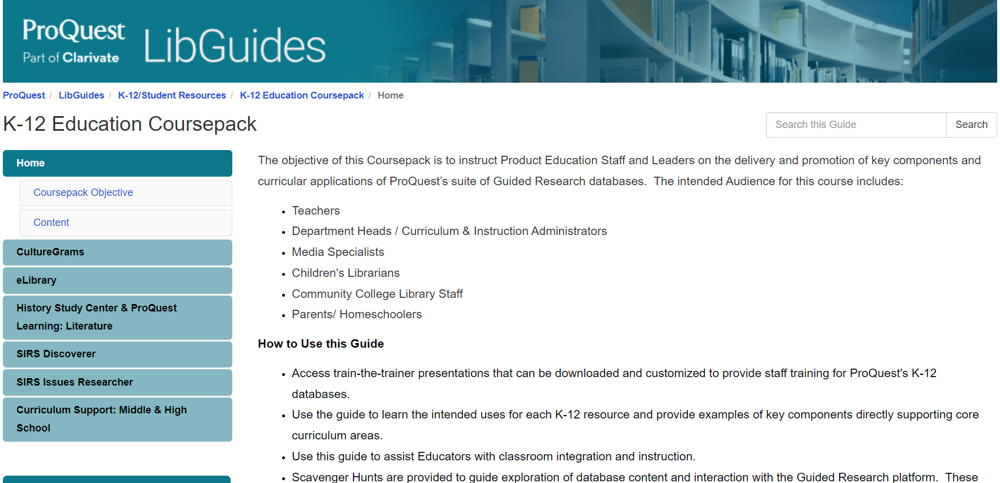 ProQuest
Part of Clarivate
LibGuides
ProQuest / LibGuides / K-12/Student Resources / K-12 Education Coursepack / Home
K-12 Education Coursepack
Search this Guide
Search
Home
Coursepack Objective
Content
CultureGrams
eLibrary
History Study Center & ProQuest
Learning: Literature
SIRS Discoverer
SIRS Issues Researcher
Curriculum Support: Middle & High
School
The objective of this Coursepack is to instruct Product Education Staff and Leaders on the delivery and promotion of key components and
curricular applications of ProQuest’s suite of Guided Research databases.  The intended Audience for this course includes:
• Teachers
• Department Heads / Curriculum & Instruction Administrators
• Media Specialists
• Children's Librarians
• Community College Library Staff
• Parents/ Homeschoolers
How to Use this Guide
• Access train-the-trainer presentations that can be downloaded and customized to provide staff training for ProQuest's K-12
databases.
• Use the guide to learn the intended uses for each K-12 resource and provide examples of key components directly supporting core
curriculum areas.
• Use this guide to assist Educators with classroom integration and instruction.
• Scavenger Hunts are provided to guide exploration of database content and interaction with the Guided Research platform.  These